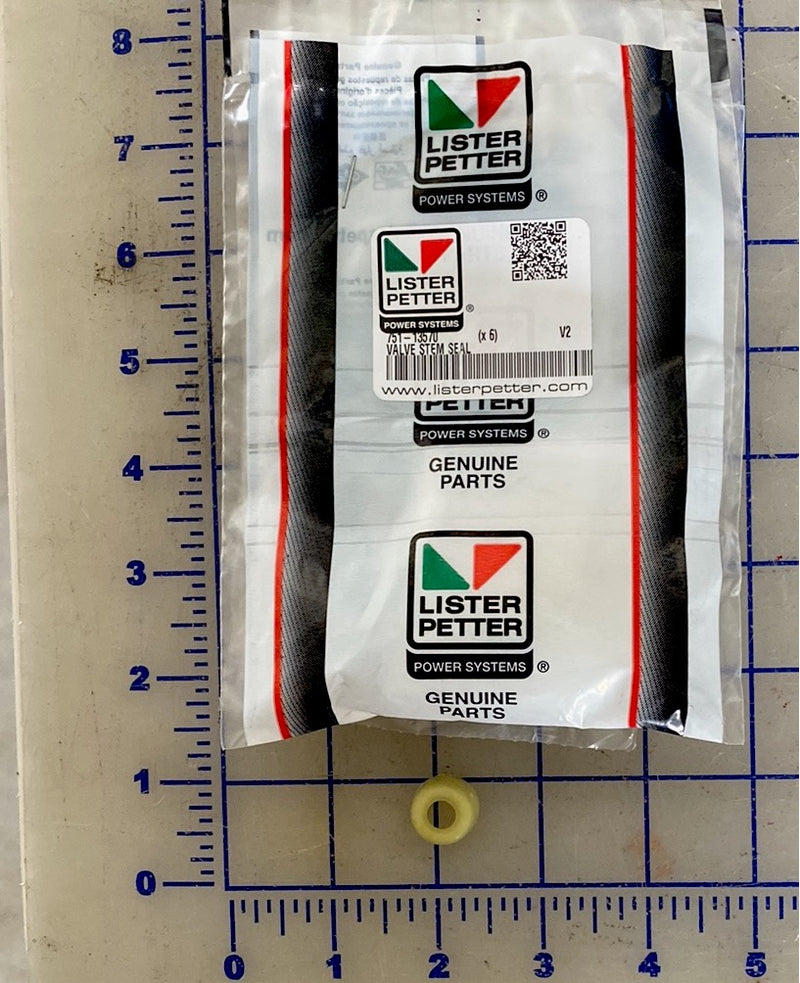 8
7
6
5
4
3
2
1
0
LISTER
PETTER
POWER SYSTEMS ®
LISTER
PETTER ®
POWER SYSTEMS
751-13570 (x 6) V2
VALVE STEM SEAL
www.listerpetter.com
PETTER
POWER SYSTEMS ®
GENUINE
PARTS
LISTER
PETTER
POWER SYSTEMS ®
GENUINE
PARTS
0 1 2 3 4 5